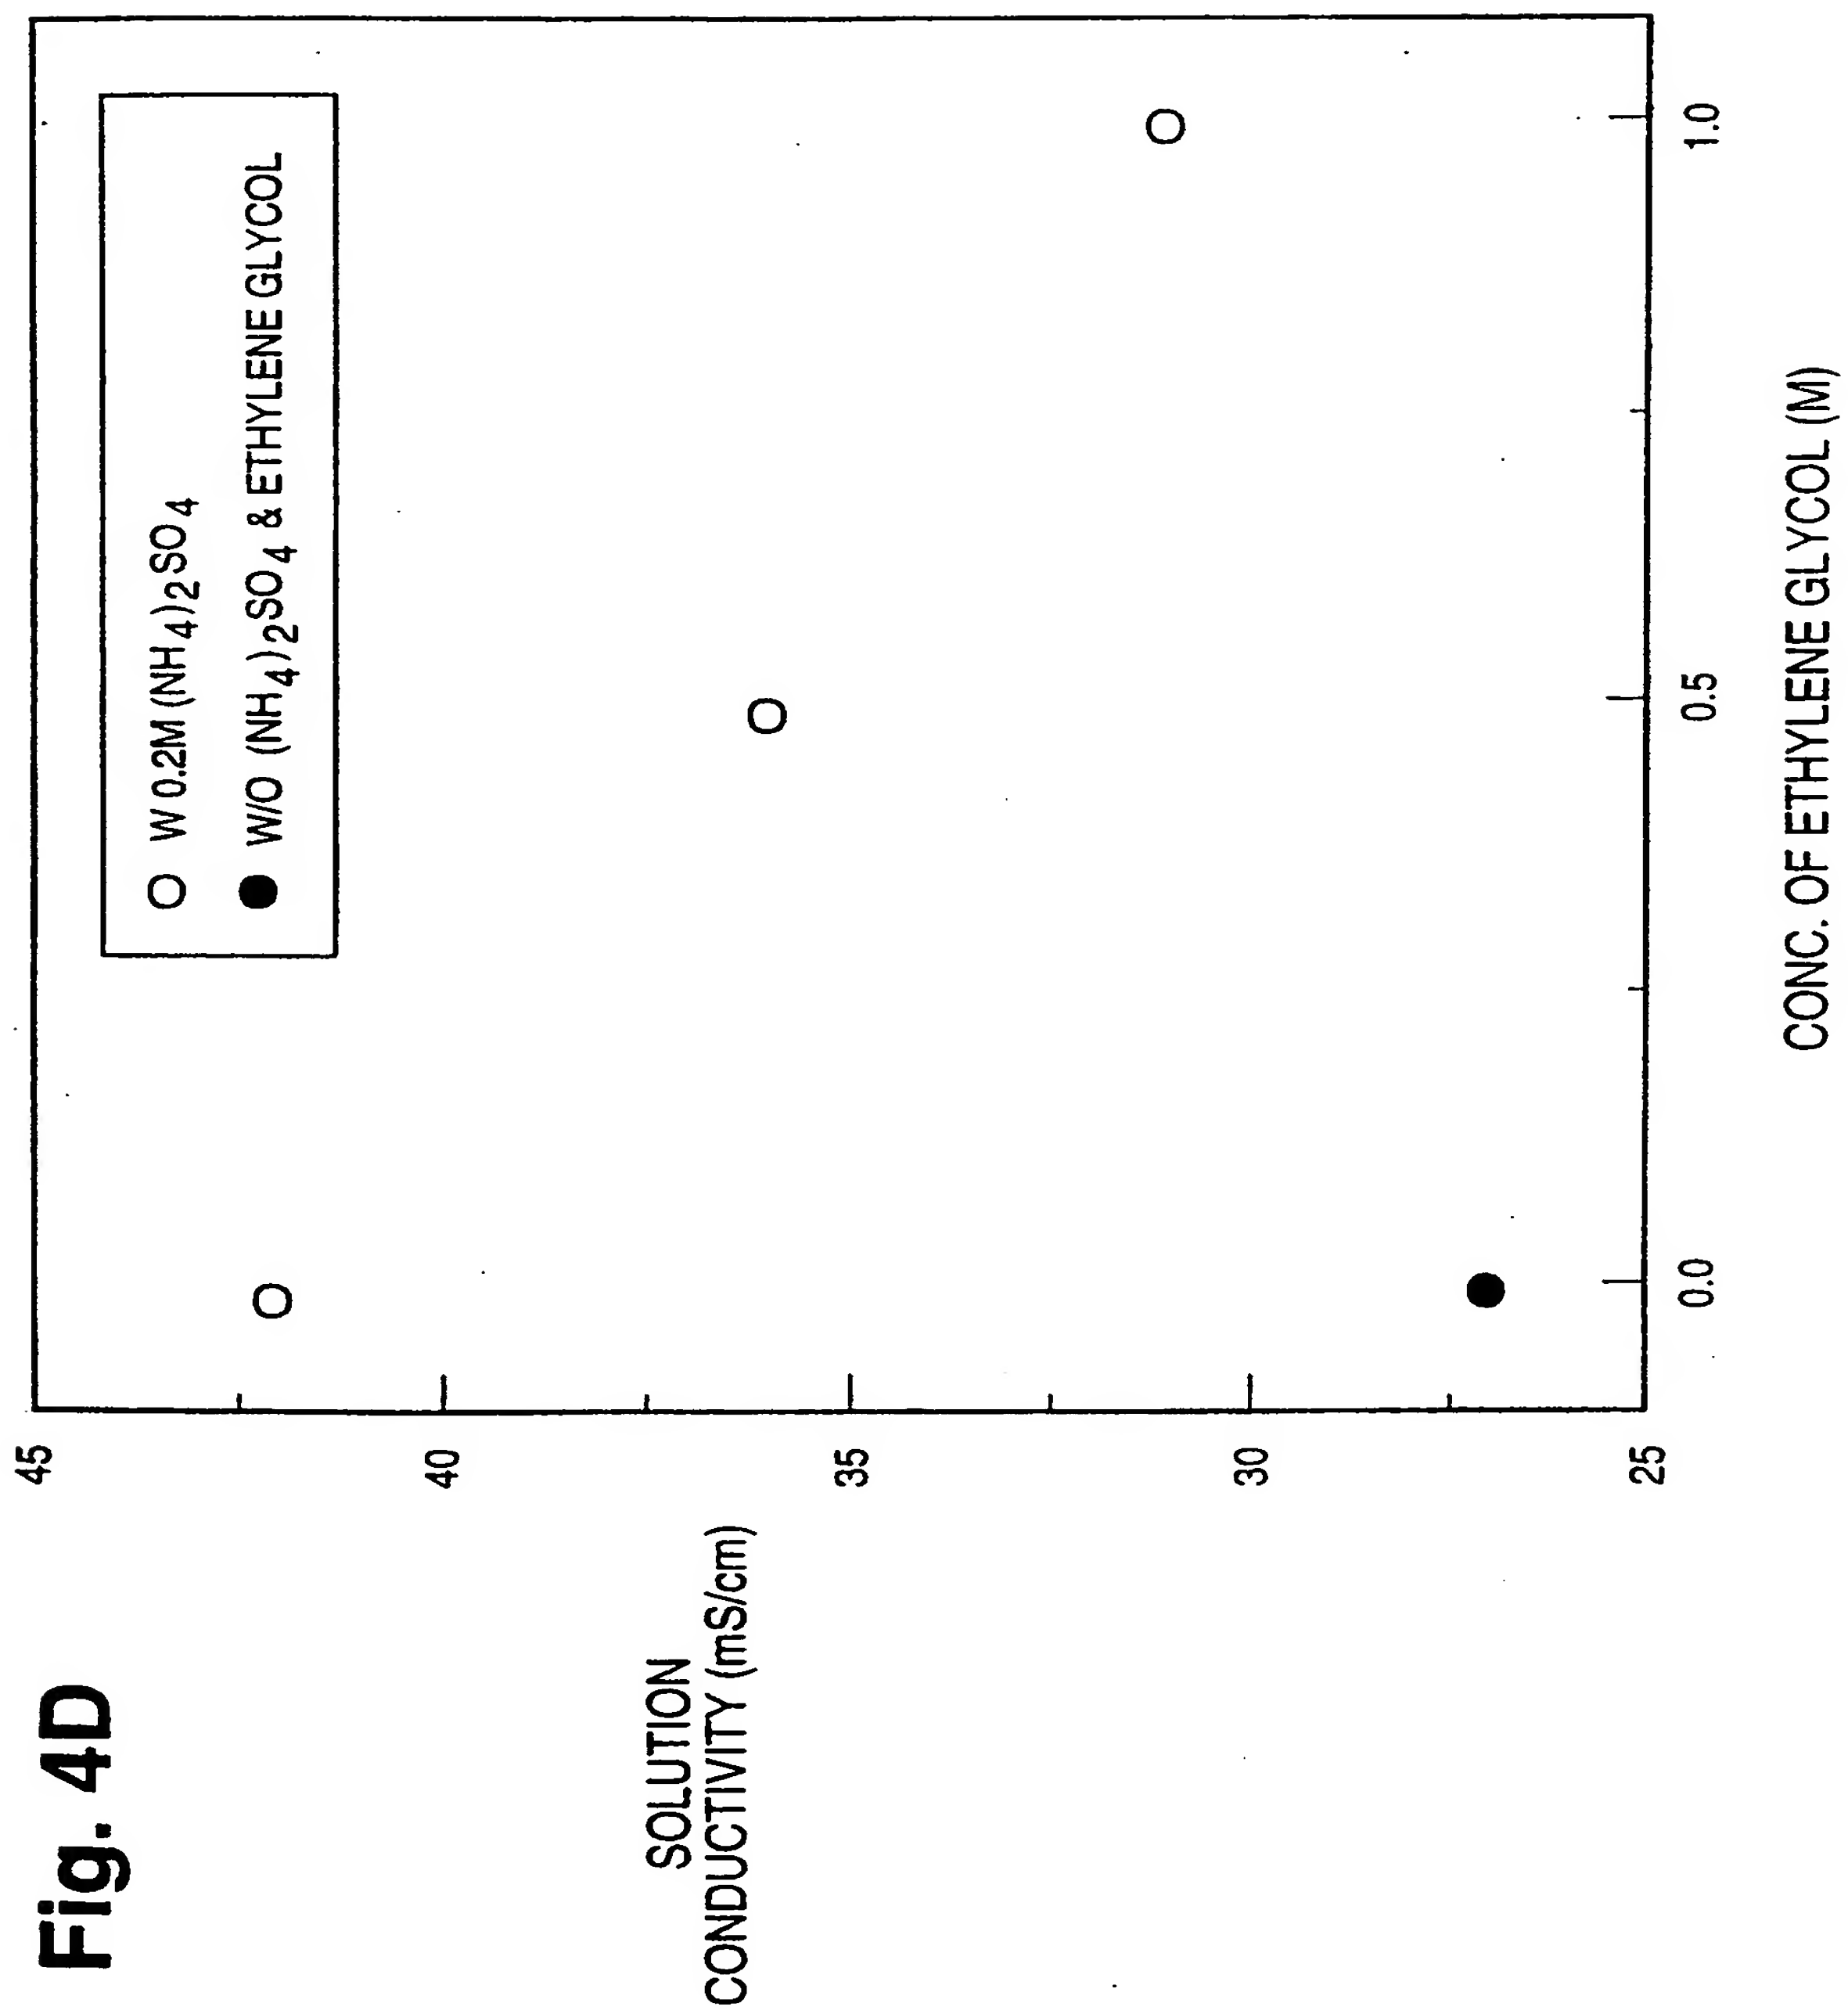 Fig. 4D
SOLUTION
CONDUCTIVITY (mS/cm)
45
40
35
30
25
○ W 0.2M (NH4)2SO4
● W/O (NH4)2SO4 & ETHYLENE GLYCOL
0.0
0.5
1.0
CONC. OF ETHYLENE GLYCOL (M)